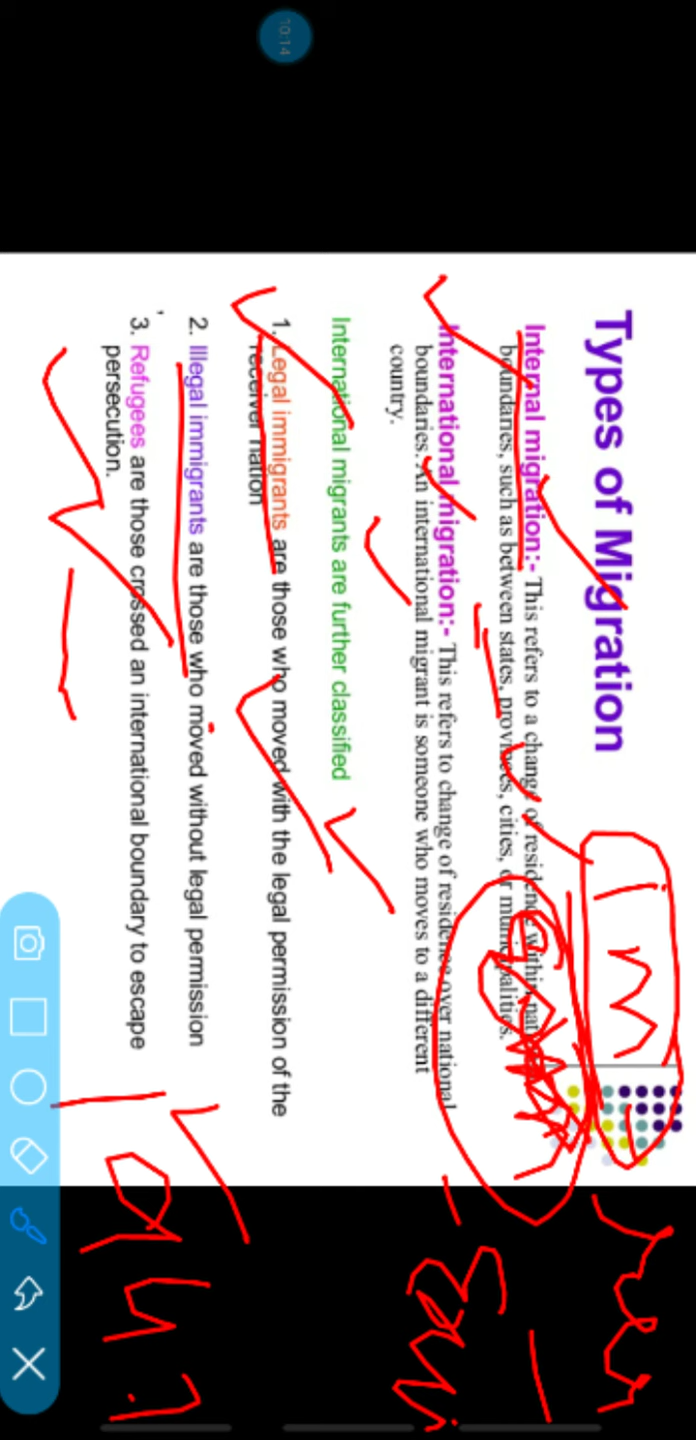 10:14
Types of Migration
Internal migration:- This refers to a change of residence within national
boundaries, such as between states, provinces, cities, or municipalities.
International migration:- This refers to change of residence over national
boundaries. An international migrant is someone who moves to a different
country.
International migrants are further classified
1. Legal immigrants are those who moved with the legal permission of the
receiver nation
2. Illegal immigrants are those who moved without legal permission
3. Refugees are those crossed an international boundary to escape
persecution.